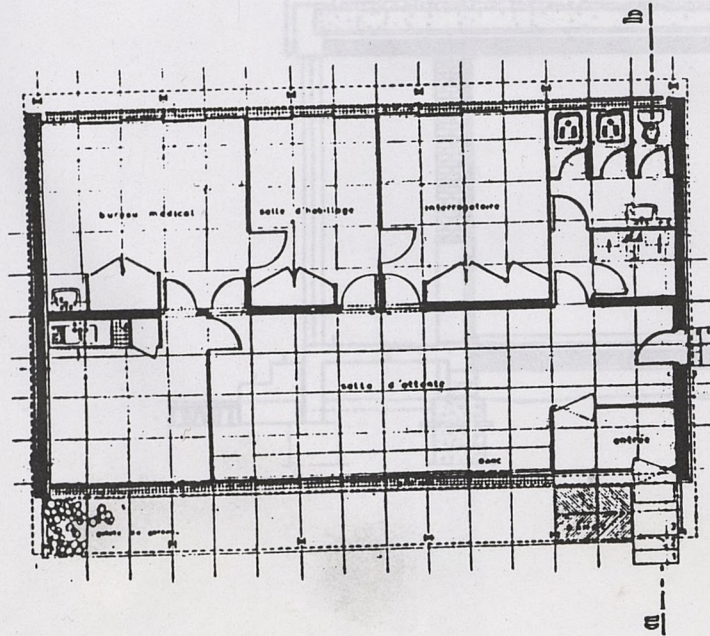 bureau médical
salle d'habillage
interrogatoire
salle d'attente
entrée
banc